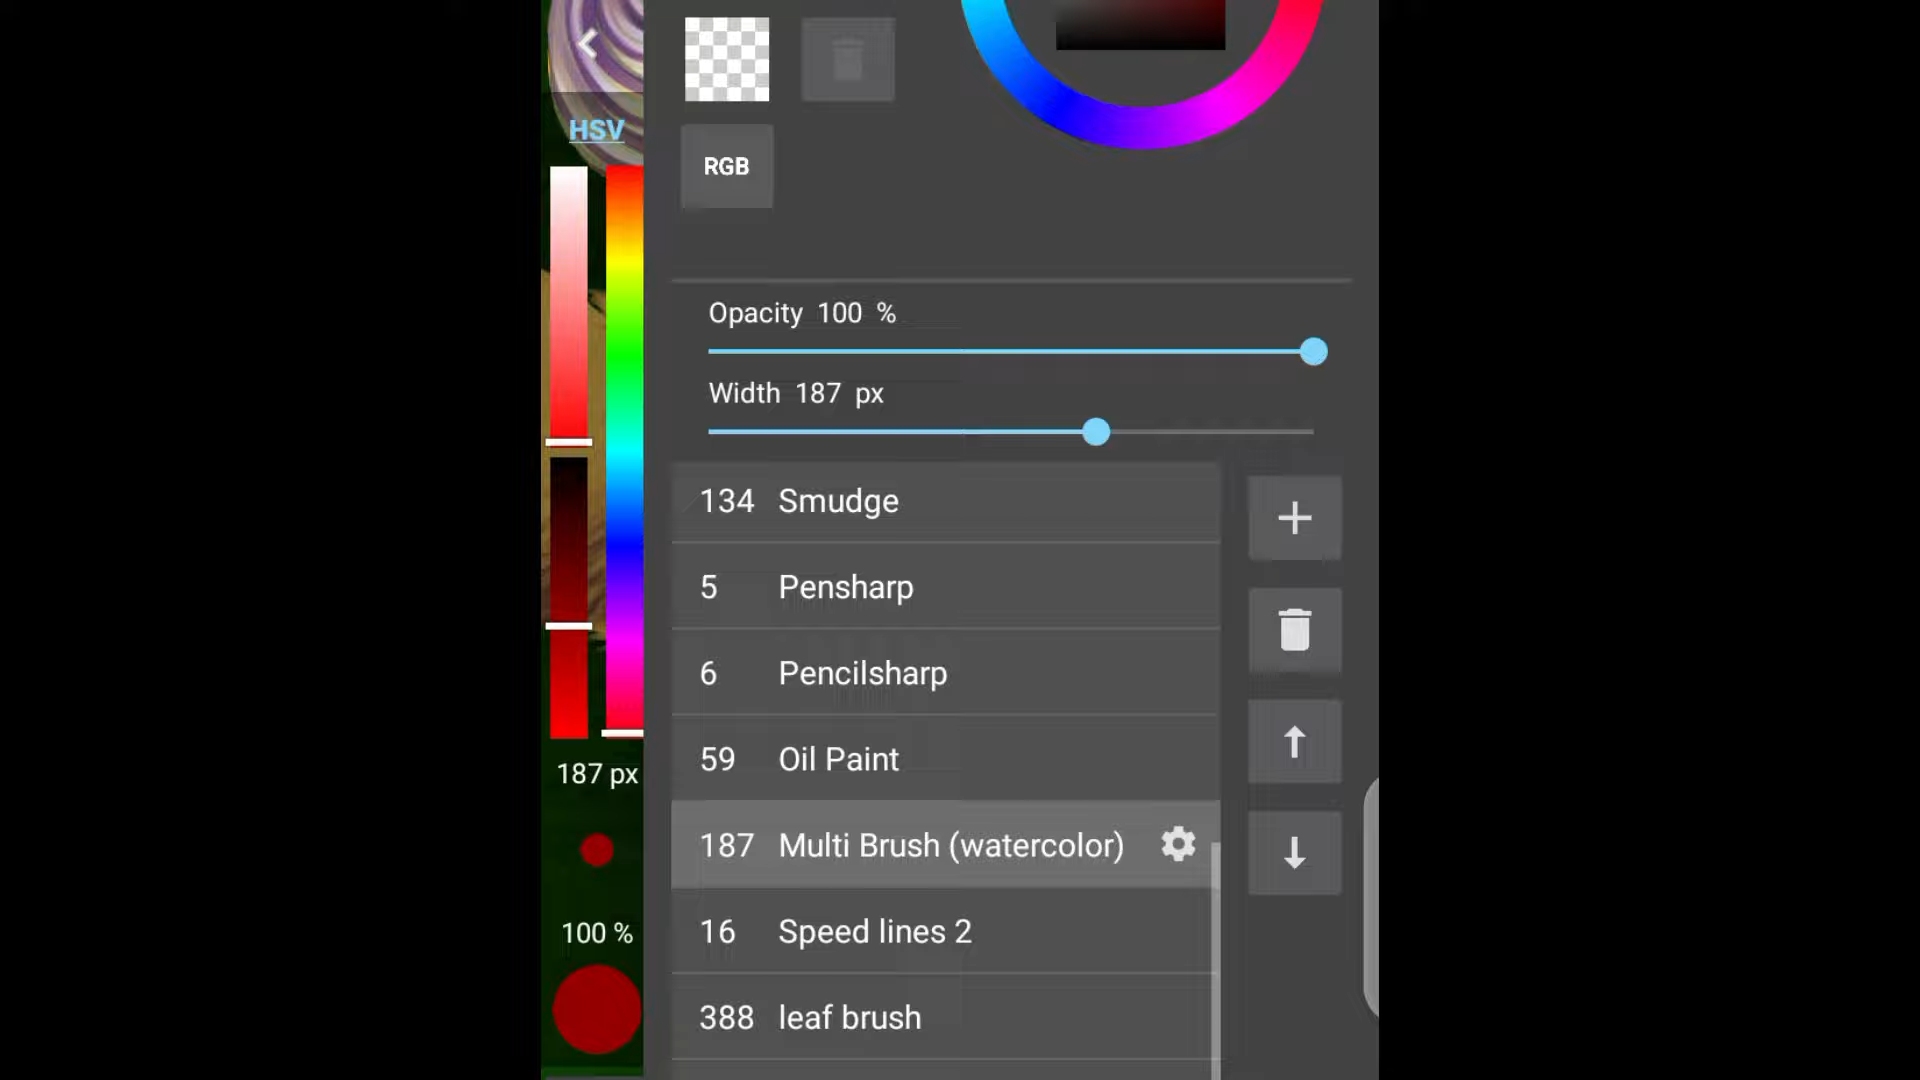 HSV
RGB
Opacity 100 %
Width 187 px
134 Smudge
5 Pensharp
6 Pencilsharp
59 Oil Paint
187 px
187 Multi Brush (watercolor)
100 %
16 Speed lines 2
388 leaf brush